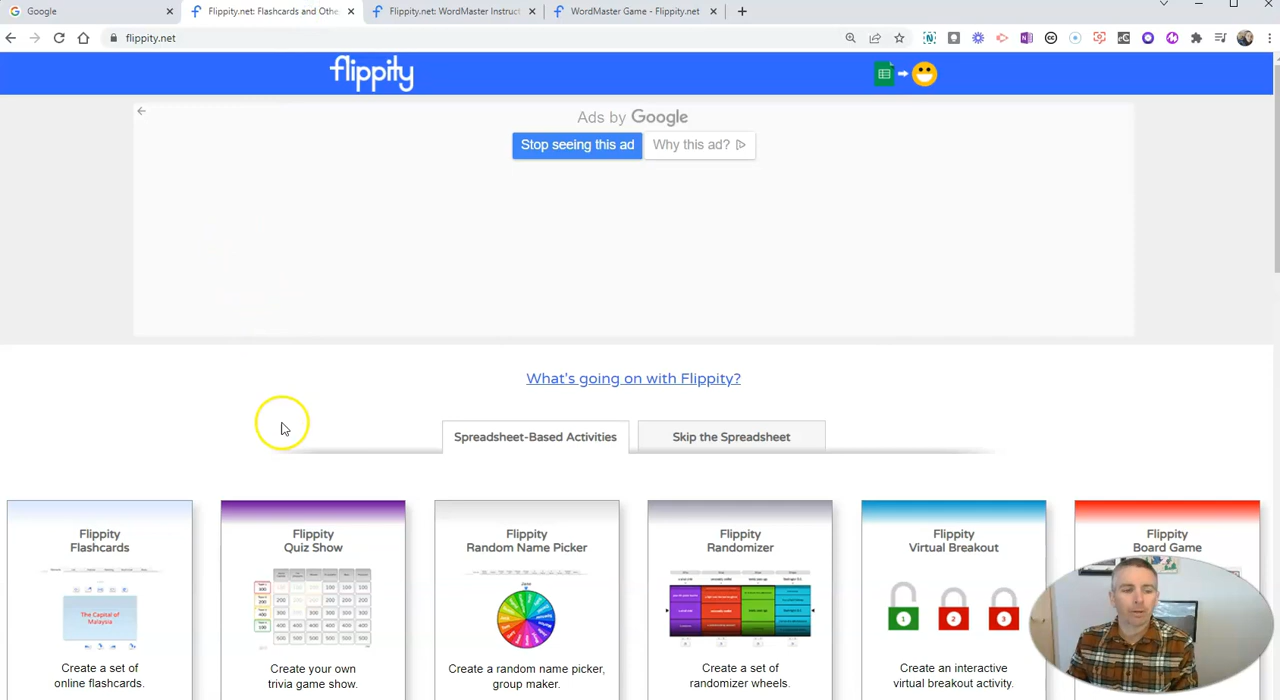 Google
Flippity.net: Flashcards and Othe
Flippity.net: WordMaster Instruct
WordMaster Game - Flippity.net
flippity.net
flippity
Ads by Google
Stop seeing this ad
Why this ad?
What's going on with Flippity?
Spreadsheet-Based Activities
Skip the Spreadsheet
Flippity
Flashcards
The Capital of
Malaysia
Create a set of
online flashcards.
Flippity
Quiz Show
Create your own
trivia game show.
Flippity
Random Name Picker
Create a random name picker,
group maker.
Flippity
Randomizer
Create a set of
randomizer wheels.
Flippity
Virtual Breakout
1 2 3
Create an interactive
virtual breakout activity.
Flippity
Board Game